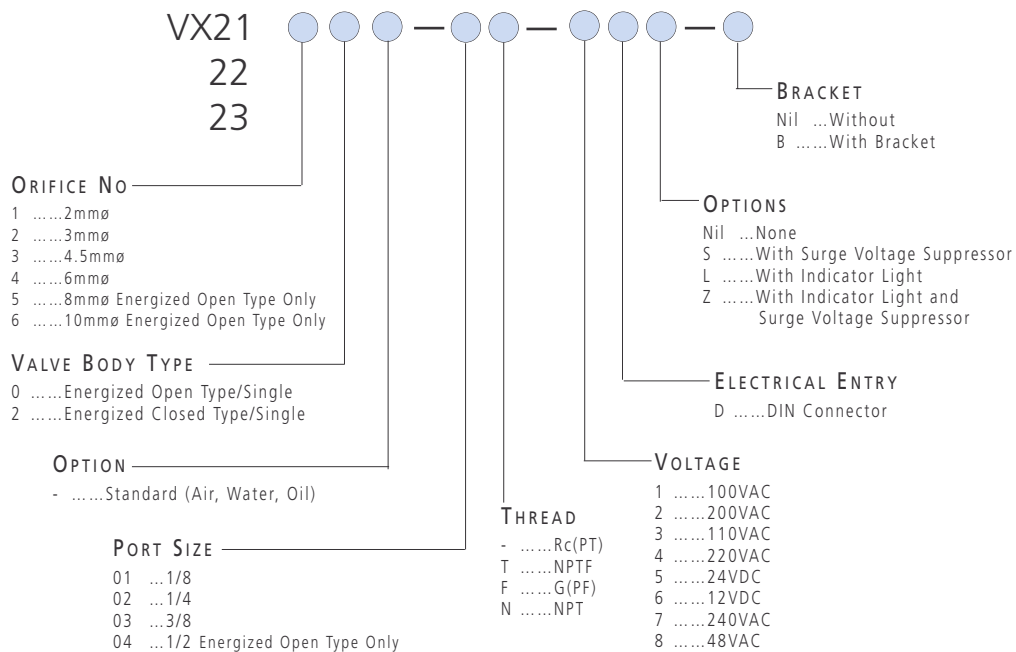 VX21 — — —
22
23
BRACKET
Nil ...Without
B ......With Bracket
ORIFICE NO
1 ......2mmø
2 ......3mmø
3 ......4.5mmø
4 ......6mmø
5 ......8mmø Energized Open Type Only
6 ......10mmø Energized Open Type Only
OPTIONS
Nil ...None
S ......With Surge Voltage Suppressor
L ......With Indicator Light
Z ......With Indicator Light and
Surge Voltage Suppressor
VALVE BODY TYPE
0 ......Energized Open Type/Single
2 ......Energized Closed Type/Single
ELECTRICAL ENTRY
D ......DIN Connector
OPTION
- ......Standard (Air, Water, Oil)
VOLTAGE
1 ......100VAC
2 ......200VAC
3 ......110VAC
4 ......220VAC
5 ......24VDC
6 ......12VDC
7 ......240VAC
8 ......48VAC
THREAD
- ......Rc(PT)
T ......NPTF
F ......G(PF)
N ......NPT
PORT SIZE
01 ...1/8
02 ...1/4
03 ...3/8
04 ...1/2 Energized Open Type Only